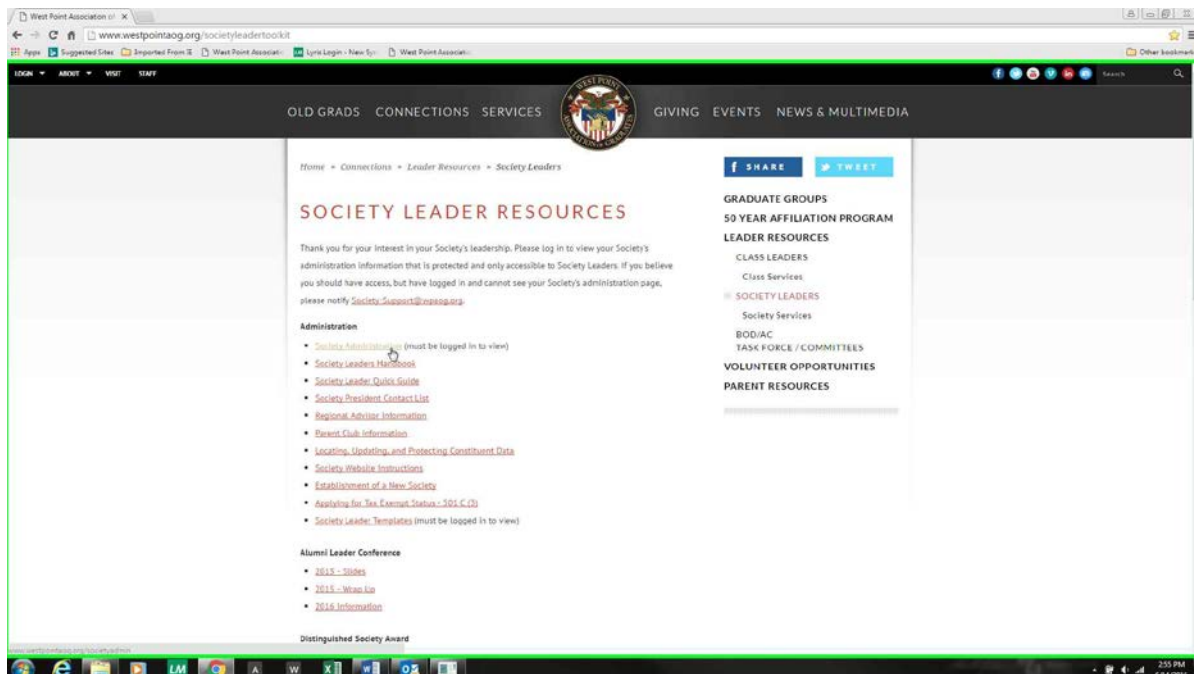 West Point Association of
www.westpointaog.org/societyleadertoolkit
Apps Suggested Sites Imported From IE West Point Associatio Lyris Login - New Sys West Point Associatio Other bookmark
LOGIN ABOUT VISIT STAFF Search
OLD GRADS CONNECTIONS SERVICES GIVING EVENTS NEWS & MULTIMEDIA
WEST POINT
ASSOCIATION OF GRADUATES
Home » Connections » Leader Resources » Society Leaders
SOCIETY LEADER RESOURCES
Thank you for your interest in your Society's leadership. Please log in to view your Society's
administration information that is protected and only accessible to Society Leaders. If you believe
you should have access, but have logged in and cannot see your Society's administration page,
please notify Society-Support@wpaog.org.
Administration
• Society Administration (must be logged in to view)
• Society Leaders Handbook
• Society Leader Quick Guide
• Society President Contact List
• Regional Advisor Information
• Parent Club Information
• Locating, Updating, and Protecting Constituent Data
• Society Website Instructions
• Establishment of a New Society
• Applying for Tax Exempt Status - 501 C (3)
• Society Leader Templates (must be logged in to view)
Alumni Leader Conference
• 2015 - Slides
• 2015 - Wrap Up
• 2016 Information
Distinguished Society Award
SHARE TWEET
GRADUATE GROUPS
50 YEAR AFFILIATION PROGRAM
LEADER RESOURCES
CLASS LEADERS
Class Services
SOCIETY LEADERS
Society Services
BOD/AC
TASK FORCE / COMMITTEES
VOLUNTEER OPPORTUNITIES
PARENT RESOURCES
www.westpointaog.org/societyadmin
LM A W
2:55 PM